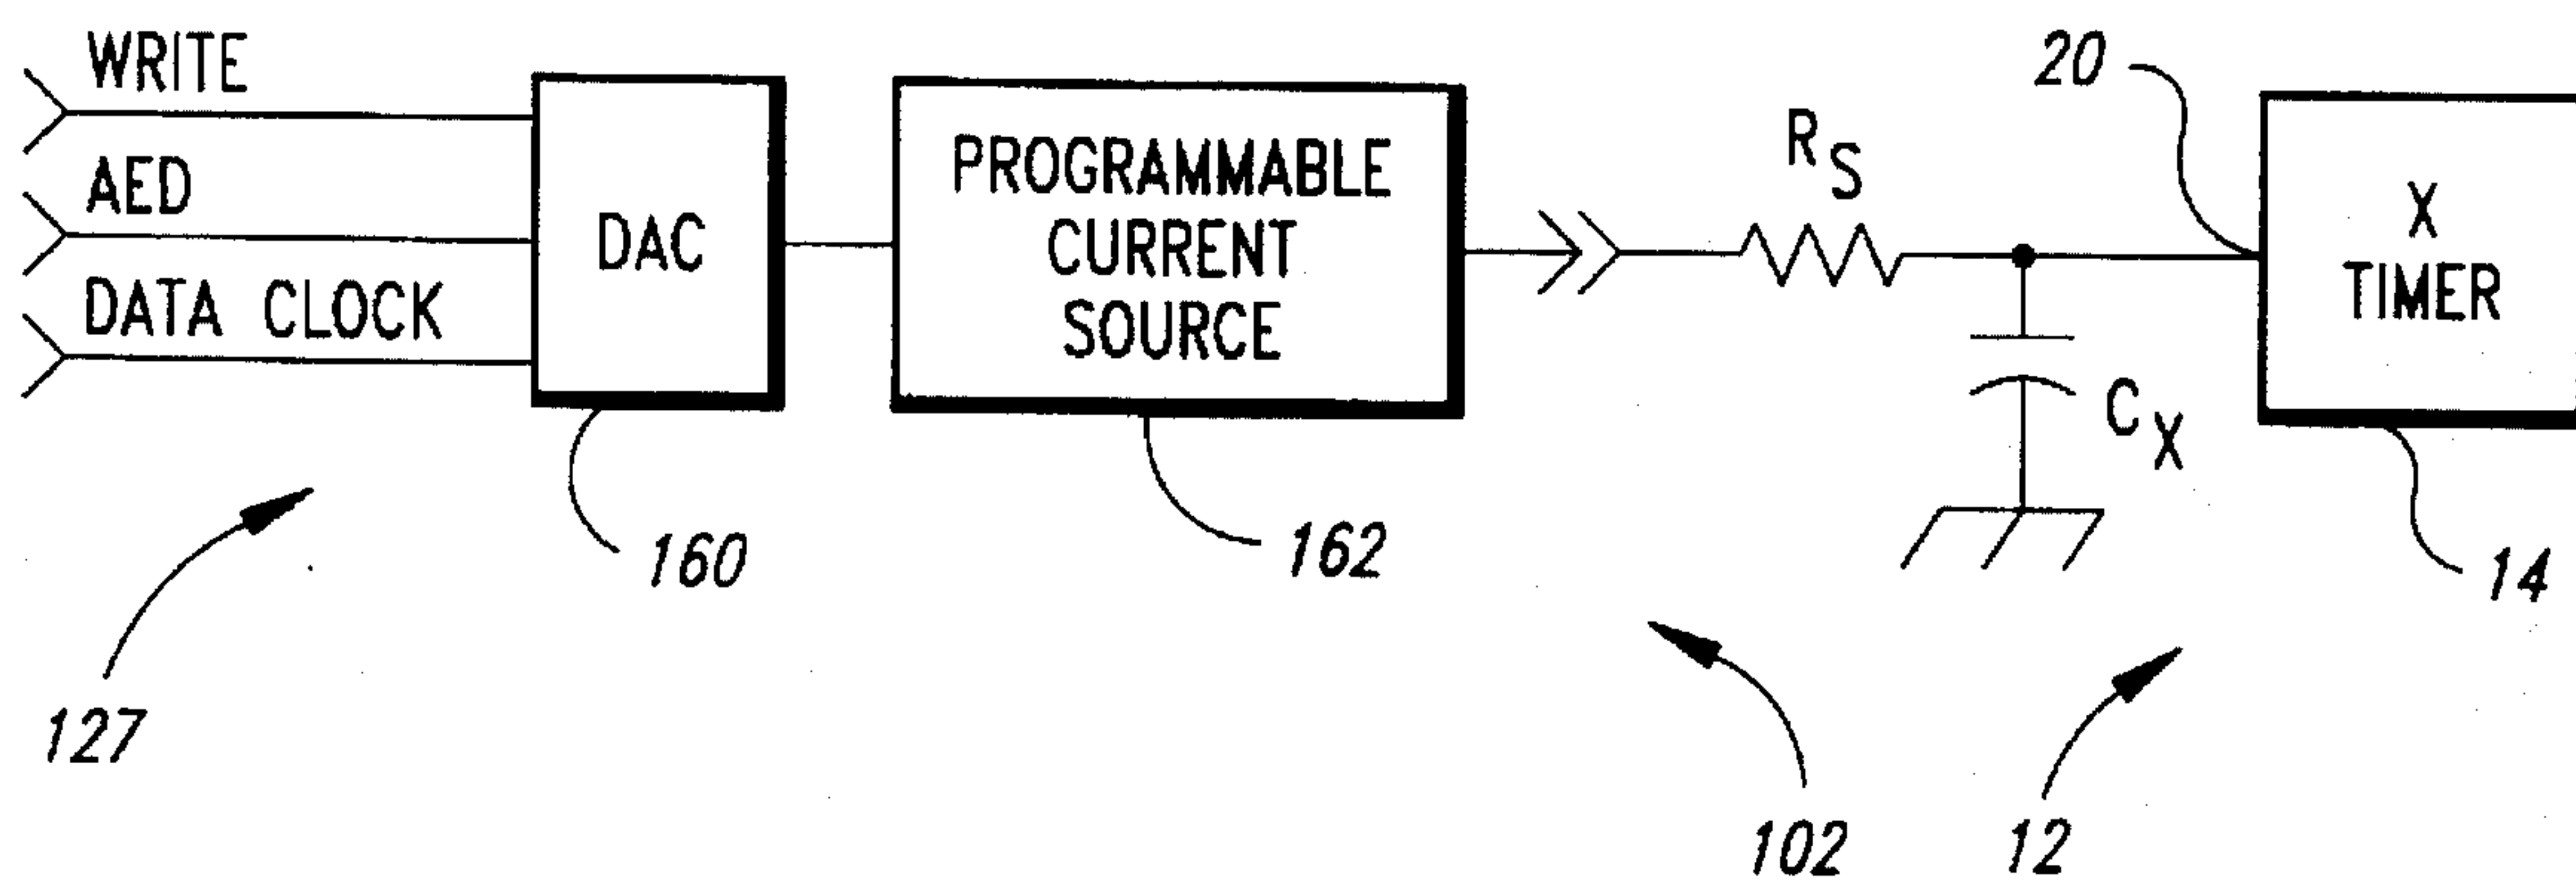 WRITE
AED
DATA CLOCK
DAC
PROGRAMMABLE
CURRENT
SOURCE
R S
C X
X
TIMER
20
160
162
14
127
102
12